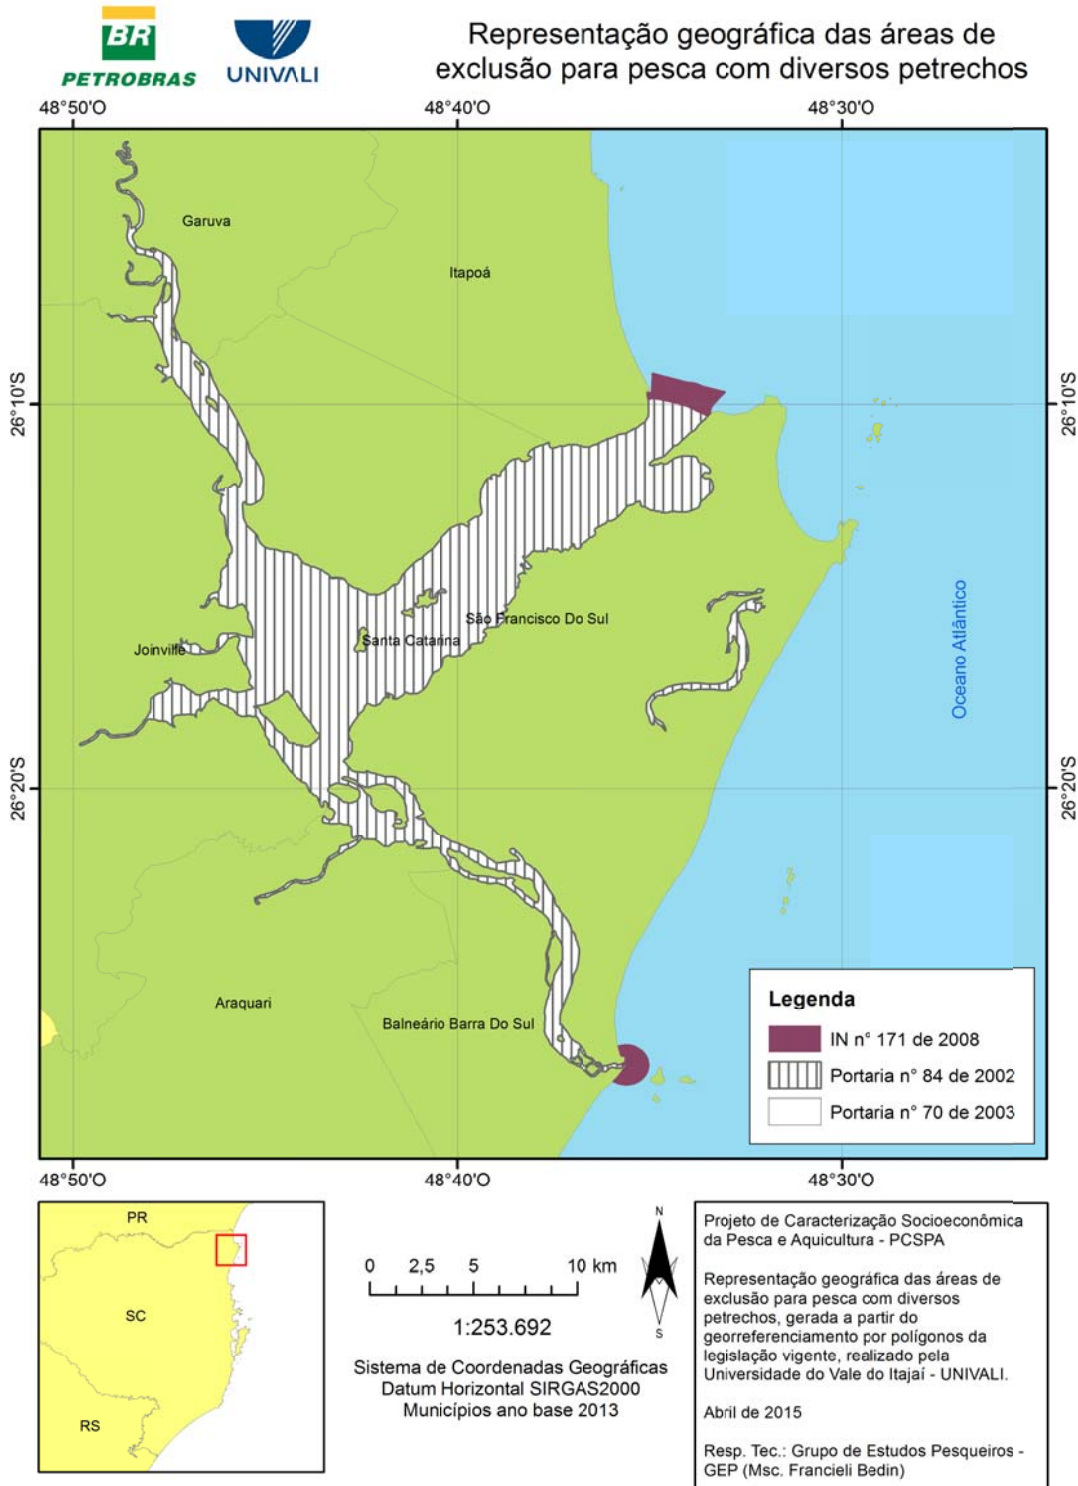 BR
PETROBRAS
UNIVALI
Representação geográfica das áreas de
exclusão para pesca com diversos petrechos
48°50'O
48°40'O
48°30'O
Garuva
Itapoá
26°10'S
26°10'S
São Francisco Do Sul
Santa Catarina
Joinville
Oceano Atlântico
26°20'S
26°20'S
Araquari
Balneário Barra Do Sul
Legenda
IN n° 171 de 2008
Portaria n° 84 de 2002
Portaria n° 70 de 2003
48°50'O
48°40'O
48°30'O
PR
SC
RS
0 2,5 5 10 km
1:253.692
Sistema de Coordenadas Geográficas
Datum Horizontal SIRGAS2000
Municípios ano base 2013
N
S
Projeto de Caracterização Socioeconômica
da Pesca e Aquicultura - PCSPA
Representação geográfica das áreas de
exclusão para pesca com diversos
petrechos, gerada a partir do
georreferenciamento por polígonos da
legislação vigente, realizado pela
Universidade do Vale do Itajaí - UNIVALI.
Abril de 2015
Resp. Tec.: Grupo de Estudos Pesqueiros -
GEP (Msc. Francieli Bedin)